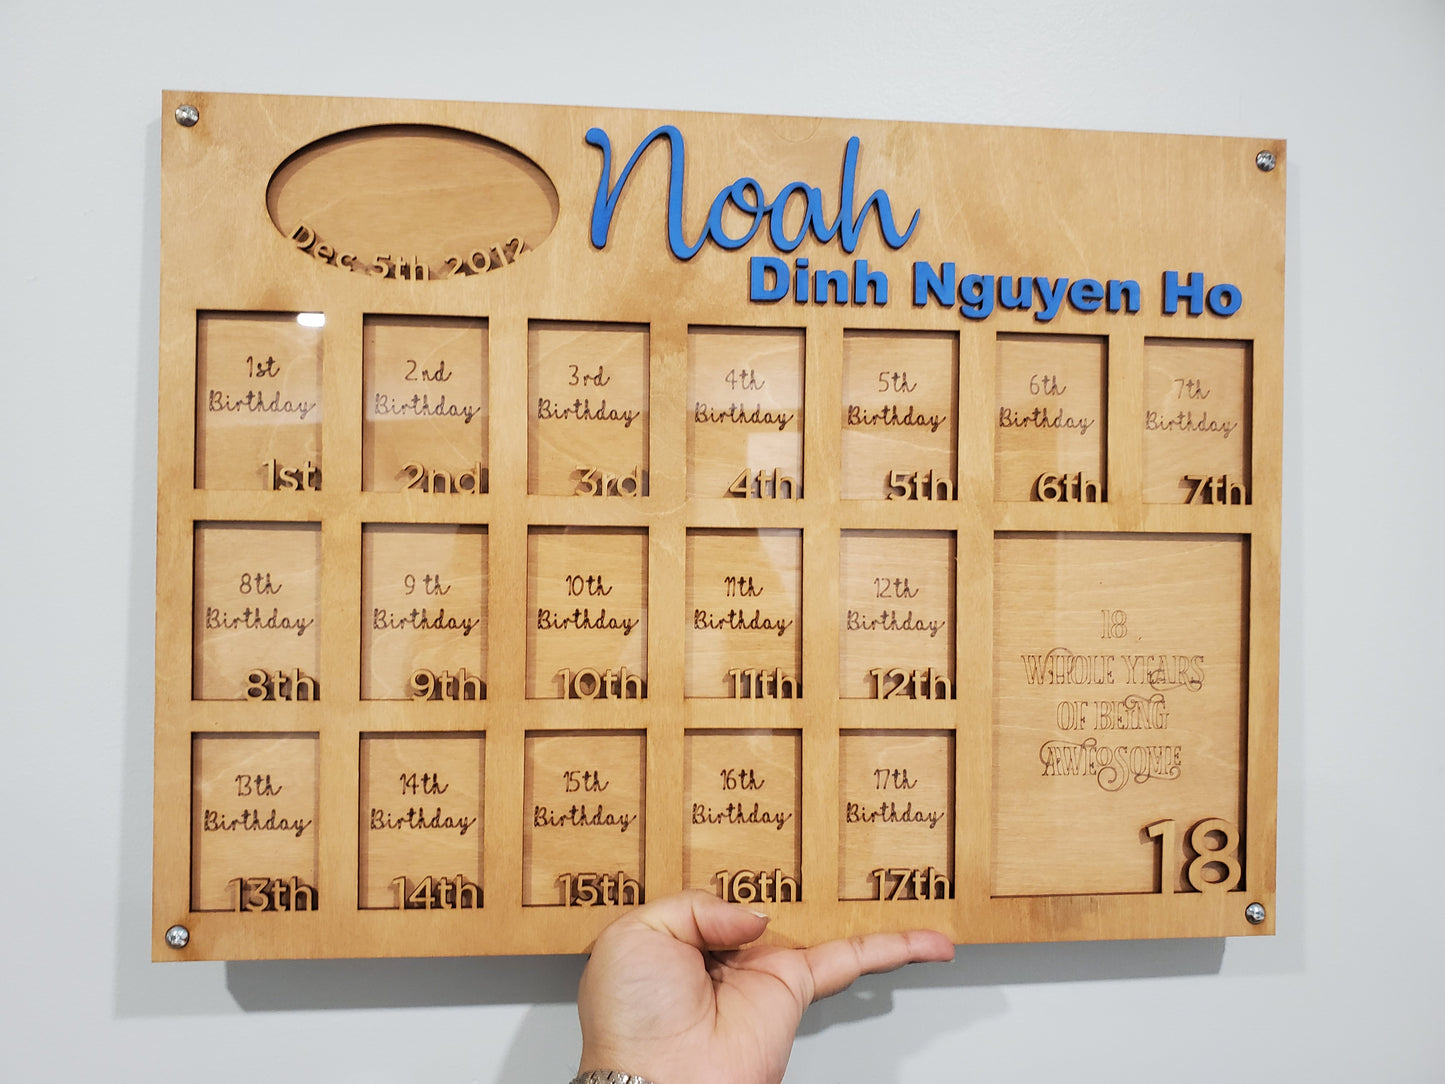 Dec 5th 2012
Noah
Dinh Nguyen Ho
1st
Birthday
1st
2nd
Birthday
2nd
3rd
Birthday
3rd
4th
Birthday
4th
5th
Birthday
5th
6th
Birthday
6th
7th
Birthday
7th
8th
Birthday
8th
9th
Birthday
9th
10th
Birthday
10th
11th
Birthday
11th
12th
Birthday
12th
13th
Birthday
13th
14th
Birthday
14th
15th
Birthday
15th
16th
Birthday
16th
17th
Birthday
17th
18
WHOLE YEARS
OF BEING
AWEOSOME
18